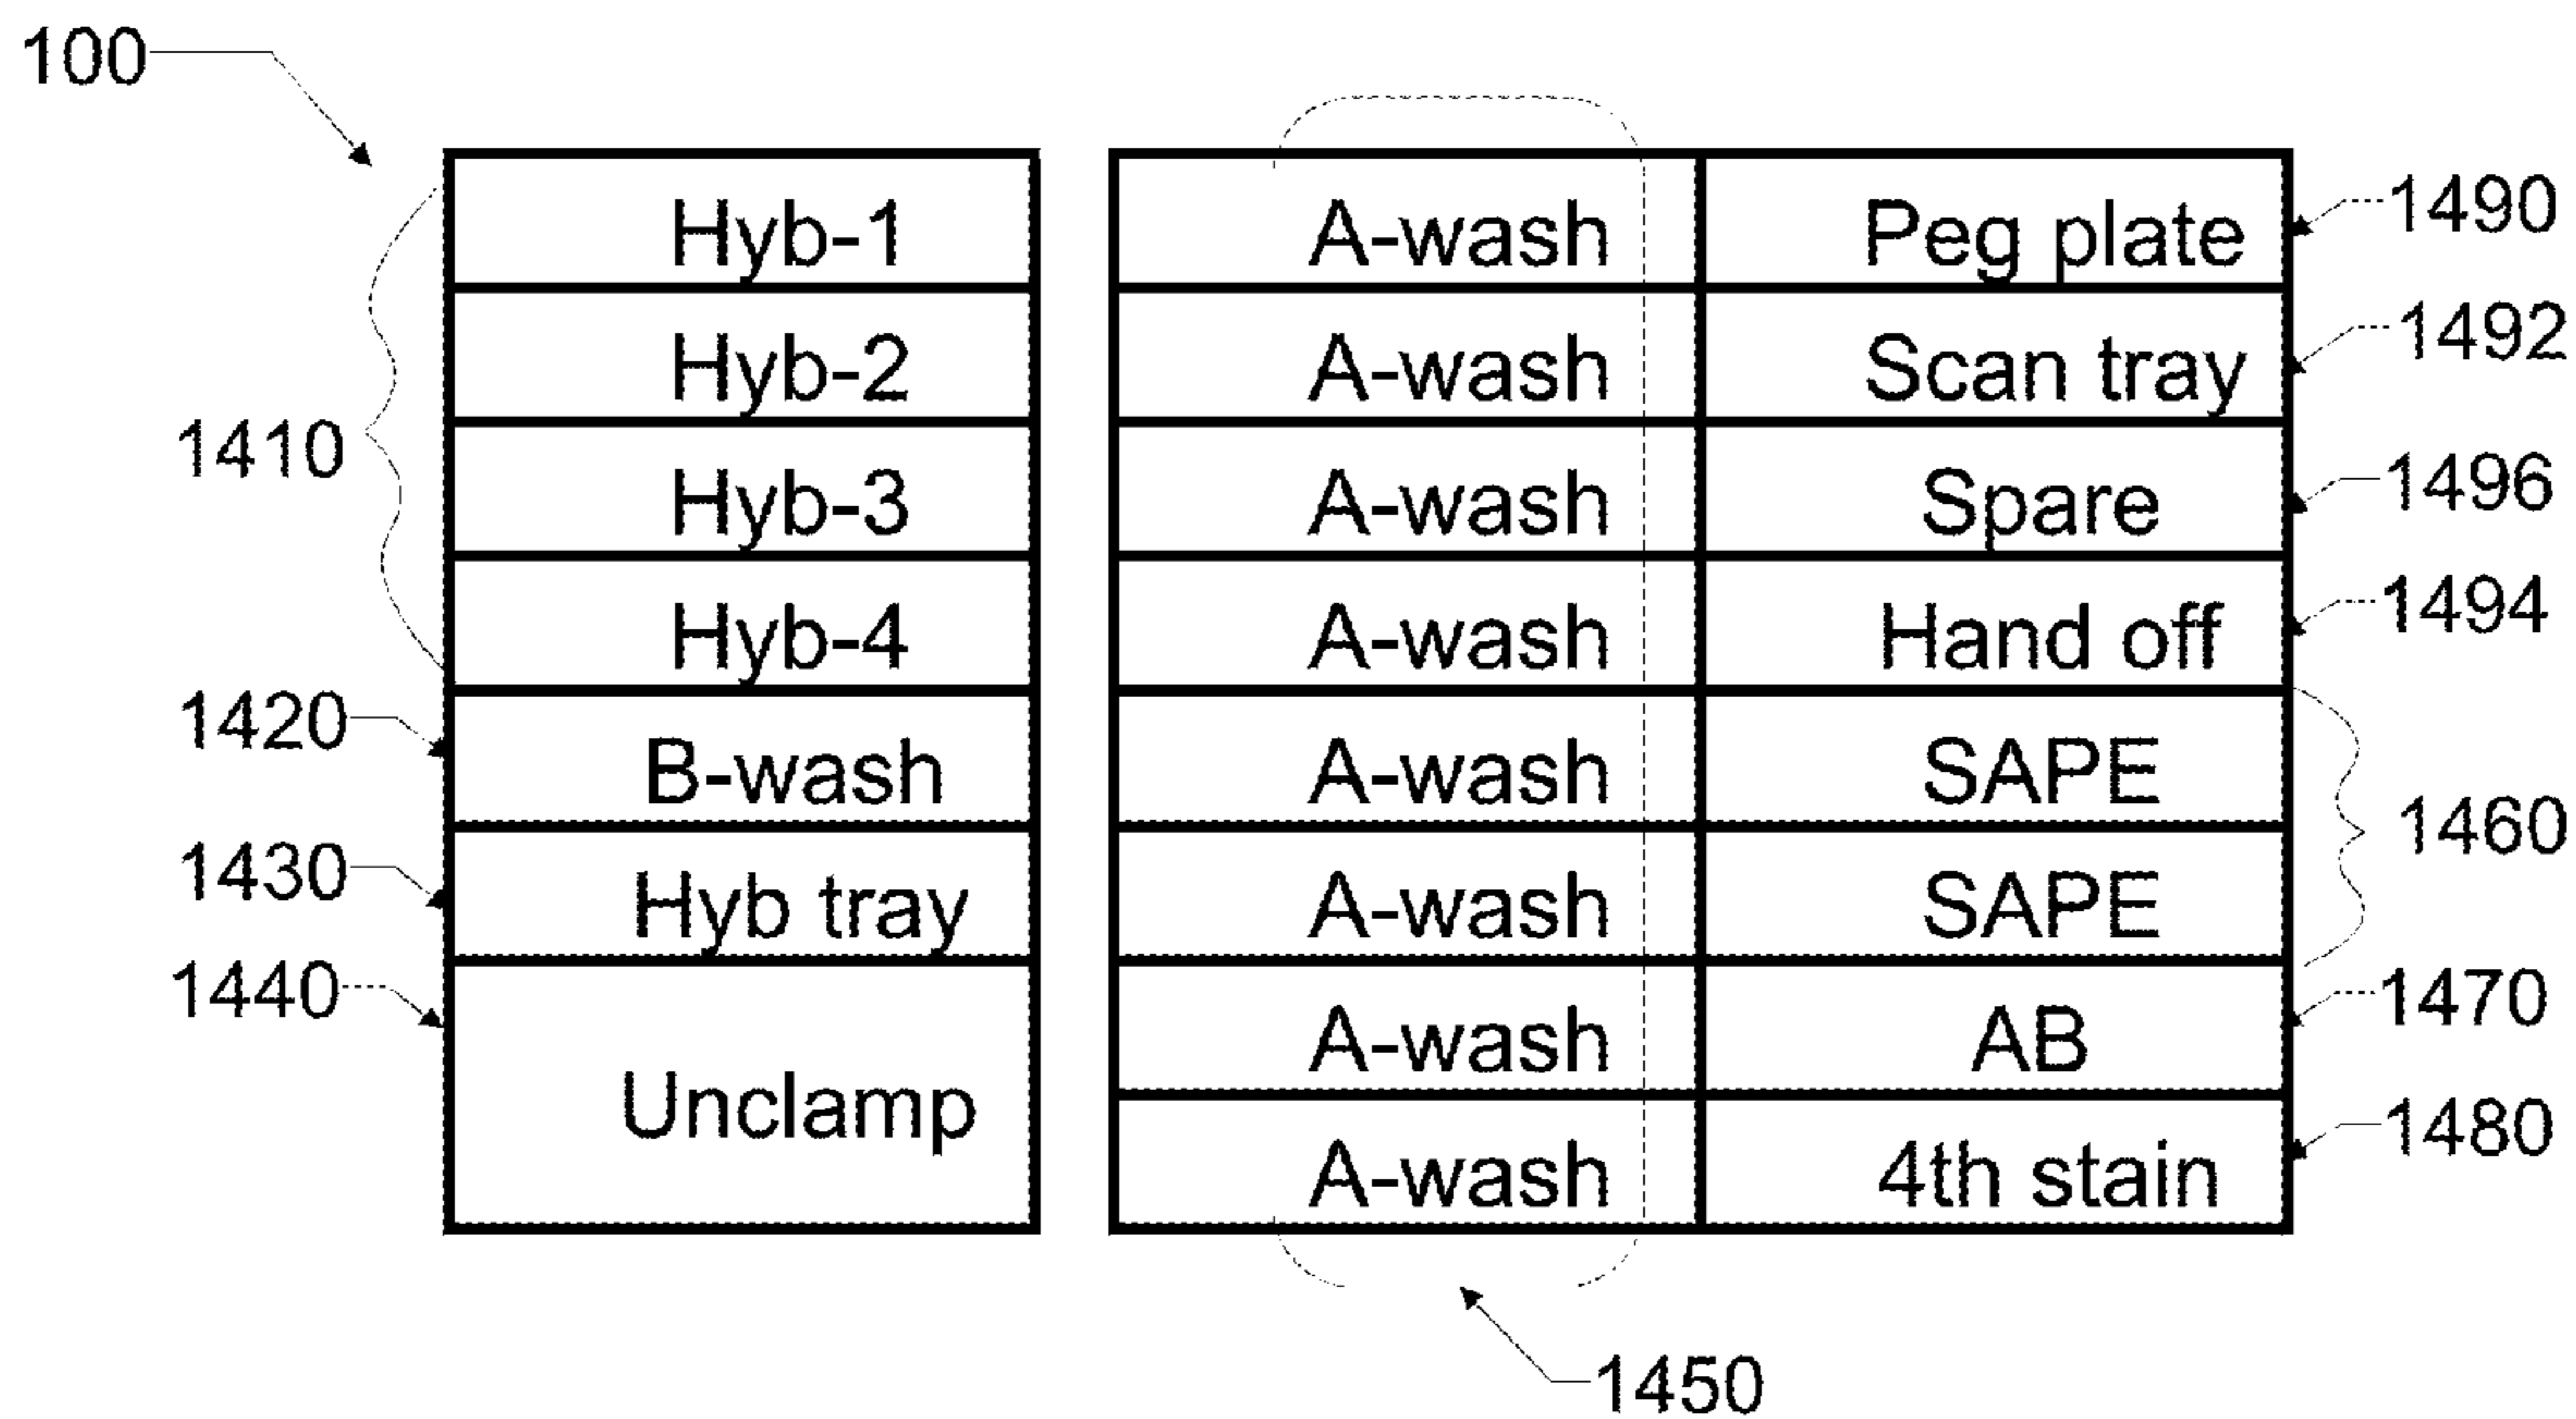 100
Hyb-1 A-wash Peg plate 1490
Hyb-2 A-wash Scan tray 1492
1410 Hyb-3 A-wash Spare 1496
Hyb-4 A-wash Hand off 1494
1420 B-wash A-wash SAPE
1460
1430 Hyb tray A-wash SAPE
1440 Unclamp A-wash AB 1470
A-wash 4th stain 1480
1450